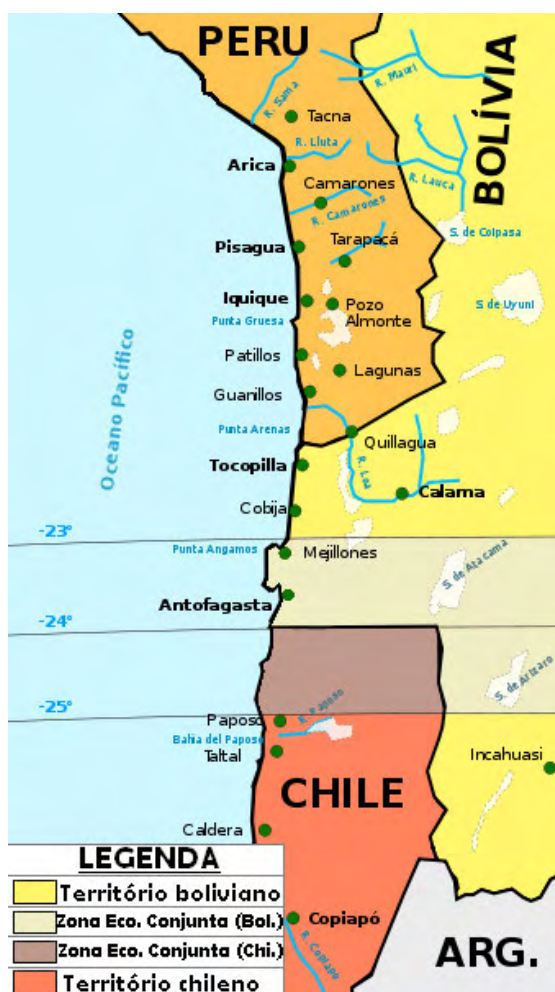 PERU
BOLÍVIA
R. Sama
R. Mauri
Tacna
R. Lluta
Arica
R. Lauca
Camarones
R. Camarones
S. de Coipasa
Pisagua
Tarapacá
Iquique
Pozo
Almonte
S. de Uyuni
Punta Gruesa
Patillos
Lagunas
Guanillos
Oceano Pacífico
Punta Arenas
Quillagua
Tocopilla
R. Loa
Calama
Cobija
-23°
Punta Angamos
Mejillones
S. de Atacama
Antofagasta
-24°
S. de Arizaro
-25°
Paposo
R. Paposo
Bahia del Paposo
Taltal
Incahuasi
CHILE
Caldera
LEGENDA
Território boliviano
Zona Eco. Conjunta (Bol.)
Zona Eco. Conjunta (Chi.)
Território chileno
Copiapó
R. Copiapó
ARG.